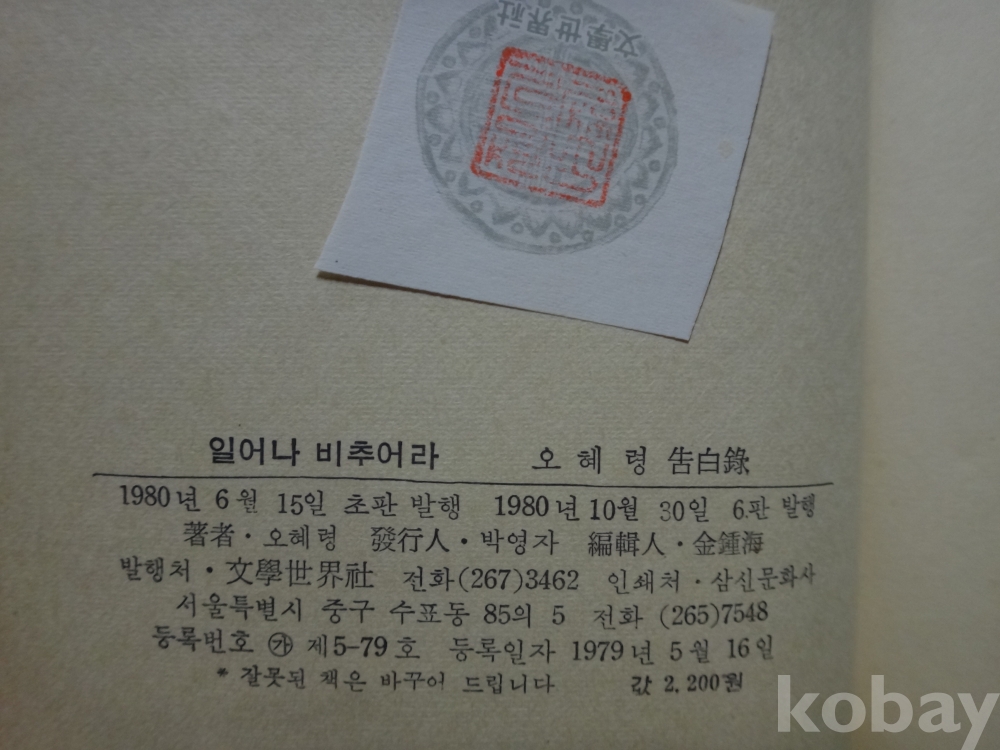 文學世界社
일어나 비추어라 오혜령 告白錄
1980년 6월 15일 초판 발행 1980년 10월 30일 6판 발행
著者·오혜령 發行人·박영자 編輯人·金鍾海
발행처·文學世界社 전화(267)3462 인쇄처·삼신문화사
서울특별시 중구 수표동 85의 5 전화 (265)7548
등록번호 ㉮ 제5-79호 등록일자 1979년 5월 16일
* 잘못된 책은 바꾸어 드립니다 값 2,200원
kobay